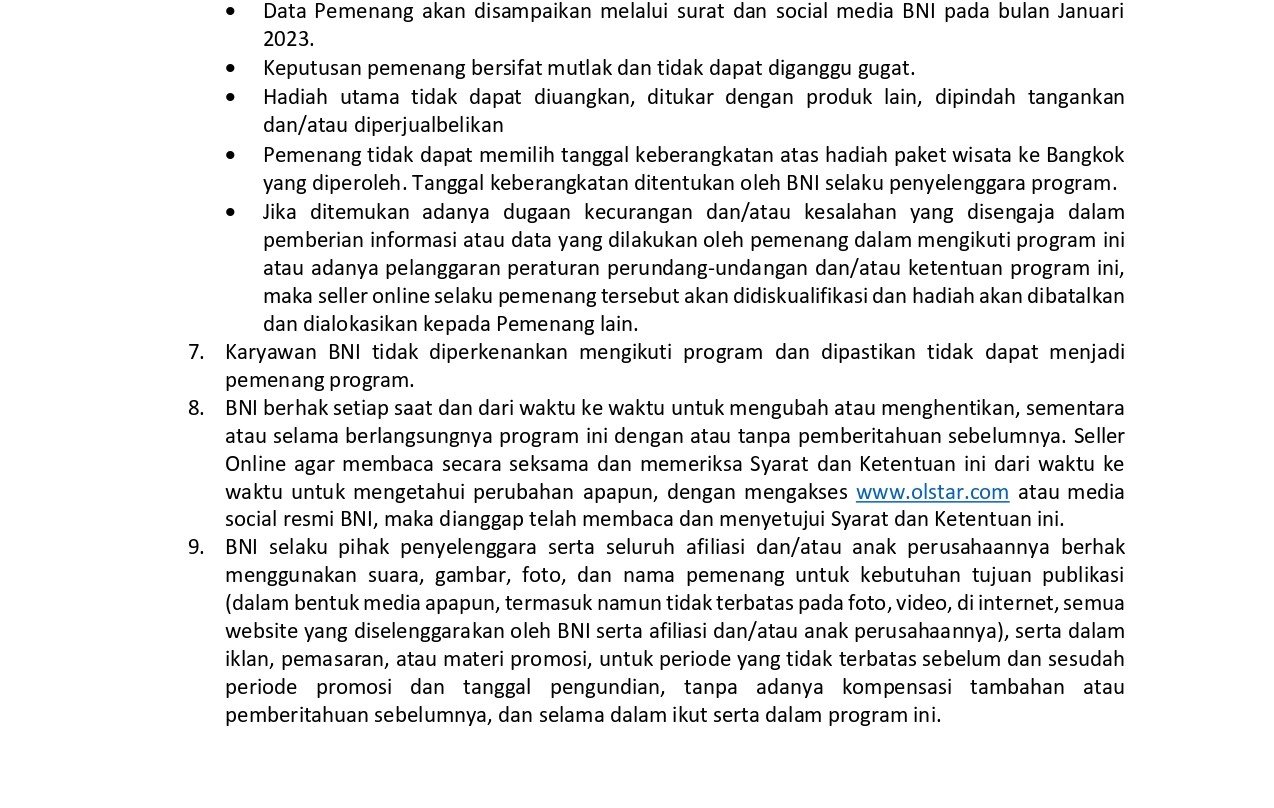 • Data Pemenang akan disampaikan melalui surat dan social media BNI pada bulan Januari
2023.
• Keputusan pemenang bersifat mutlak dan tidak dapat diganggu gugat.
• Hadiah utama tidak dapat diuangkan, ditukar dengan produk lain, dipindah tangankan
dan/atau diperjualbelikan
• Pemenang tidak dapat memilih tanggal keberangkatan atas hadiah paket wisata ke Bangkok
yang diperoleh. Tanggal keberangkatan ditentukan oleh BNI selaku penyelenggara program.
• Jika ditemukan adanya dugaan kecurangan dan/atau kesalahan yang disengaja dalam
pemberian informasi atau data yang dilakukan oleh pemenang dalam mengikuti program ini
atau adanya pelanggaran peraturan perundang-undangan dan/atau ketentuan program ini,
maka seller online selaku pemenang tersebut akan didiskualifikasi dan hadiah akan dibatalkan
dan dialokasikan kepada Pemenang lain.
7. Karyawan BNI tidak diperkenankan mengikuti program dan dipastikan tidak dapat menjadi
pemenang program.
8. BNI berhak setiap saat dan dari waktu ke waktu untuk mengubah atau menghentikan, sementara
atau selama berlangsungnya program ini dengan atau tanpa pemberitahuan sebelumnya. Seller
Online agar membaca secara seksama dan memeriksa Syarat dan Ketentuan ini dari waktu ke
waktu untuk mengetahui perubahan apapun, dengan mengakses www.olstar.com atau media
social resmi BNI, maka dianggap telah membaca dan menyetujui Syarat dan Ketentuan ini.
9. BNI selaku pihak penyelenggara serta seluruh afiliasi dan/atau anak perusahaannya berhak
menggunakan suara, gambar, foto, dan nama pemenang untuk kebutuhan tujuan publikasi
(dalam bentuk media apapun, termasuk namun tidak terbatas pada foto, video, di internet, semua
website yang diselenggarakan oleh BNI serta afiliasi dan/atau anak perusahaannya), serta dalam
iklan, pemasaran, atau materi promosi, untuk periode yang tidak terbatas sebelum dan sesudah
periode promosi dan tanggal pengundian, tanpa adanya kompensasi tambahan atau
pemberitahuan sebelumnya, dan selama dalam ikut serta dalam program ini.